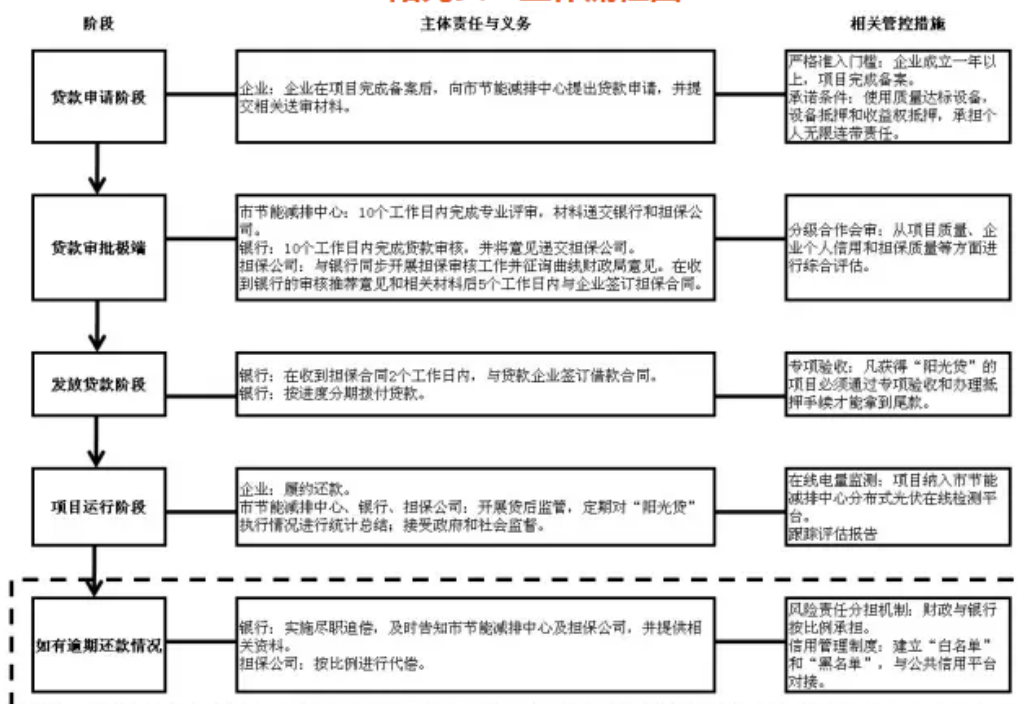 阶段
主体责任与义务
相关管控措施
贷款申请阶段
企业：企业在项目完成备案后，向市节能减排中心提出贷款申请，并提
交相关送审材料。
严格准入门槛：企业成立一年以
上，项目完成备案。
承诺条件：使用质量达标设备，
设备抵押和收益权抵押，承担个
人无限连带责任。
贷款审批极端
市节能减排中心：10个工作日内完成专业评审，材料递交银行和担保公
司。
银行：10个工作日内完成贷款审核，并将意见递交担保公司。
担保公司：与银行同步开展担保审核工作并征询曲线财政局意见。在收
到银行的审核推荐意见和相关材料后5个工作日内与企业签订担保合同。
分级合作会审：从项目质量、企
业个人信用和担保质量等方面进
行综合评估。
发放贷款阶段
银行：在收到担保合同2个工作日内，与贷款企业签订借款合同。
银行：按进度分期拨付贷款。
专项验收：凡获得“阳光贷”的
项目必须通过专项验收和办理抵
押手续才能拿到尾款。
项目运行阶段
企业：履约还款。
市节能减排中心、银行、担保公司：开展贷后监管，定期对“阳光贷”
执行情况进行统计总结；接受政府和社会监督。
在线电量监测：项目纳入市节能
减排中心分布式光伏在线检测平
台。
跟踪评估报告
如有逾期还款情况
银行：实施尽职追偿，及时告知市节能减排中心及担保公司，并提供相
关资料。
担保公司：按比例进行代偿。
风险责任分担机制：财政与银行
按比例承担。
信用管理制度：建立“白名单”
和“黑名单”，与公共信用平台
对接。